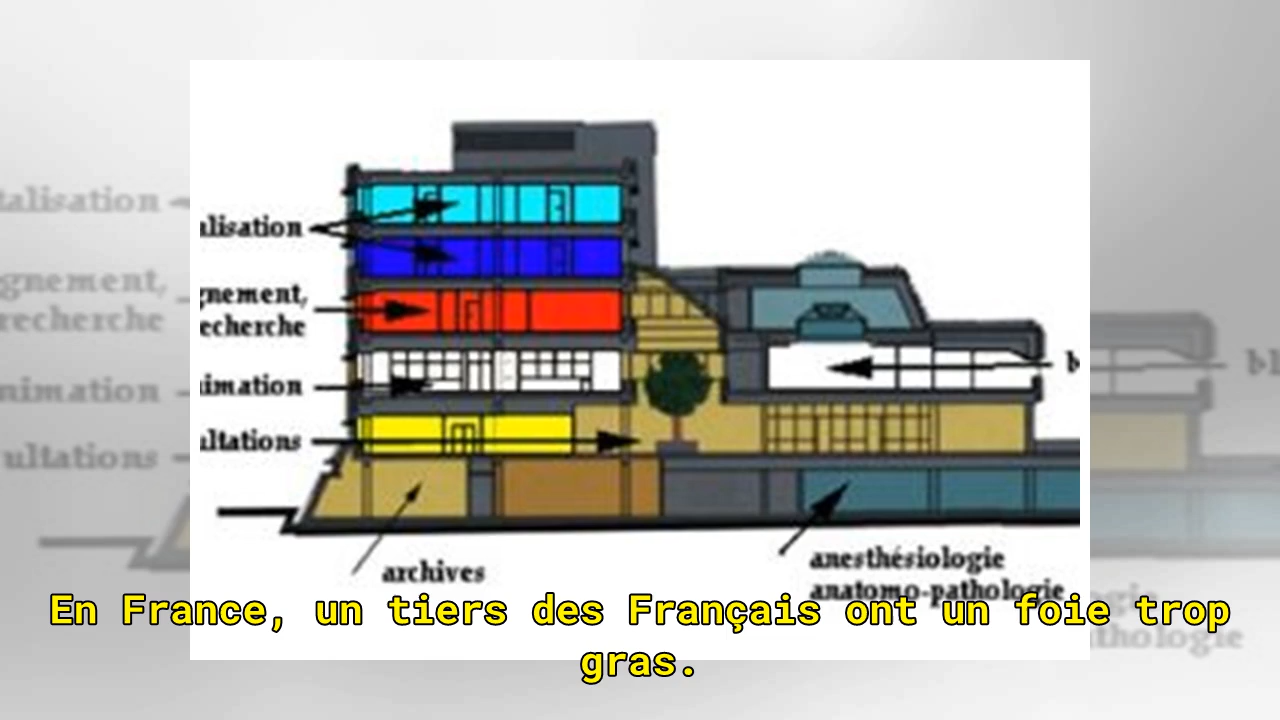 alisation
gnement,
echerche
imation
ultations
archives
anesthésiologie
anatomo-pathologie
En France, un tiers des Français ont un foie trop
gras.